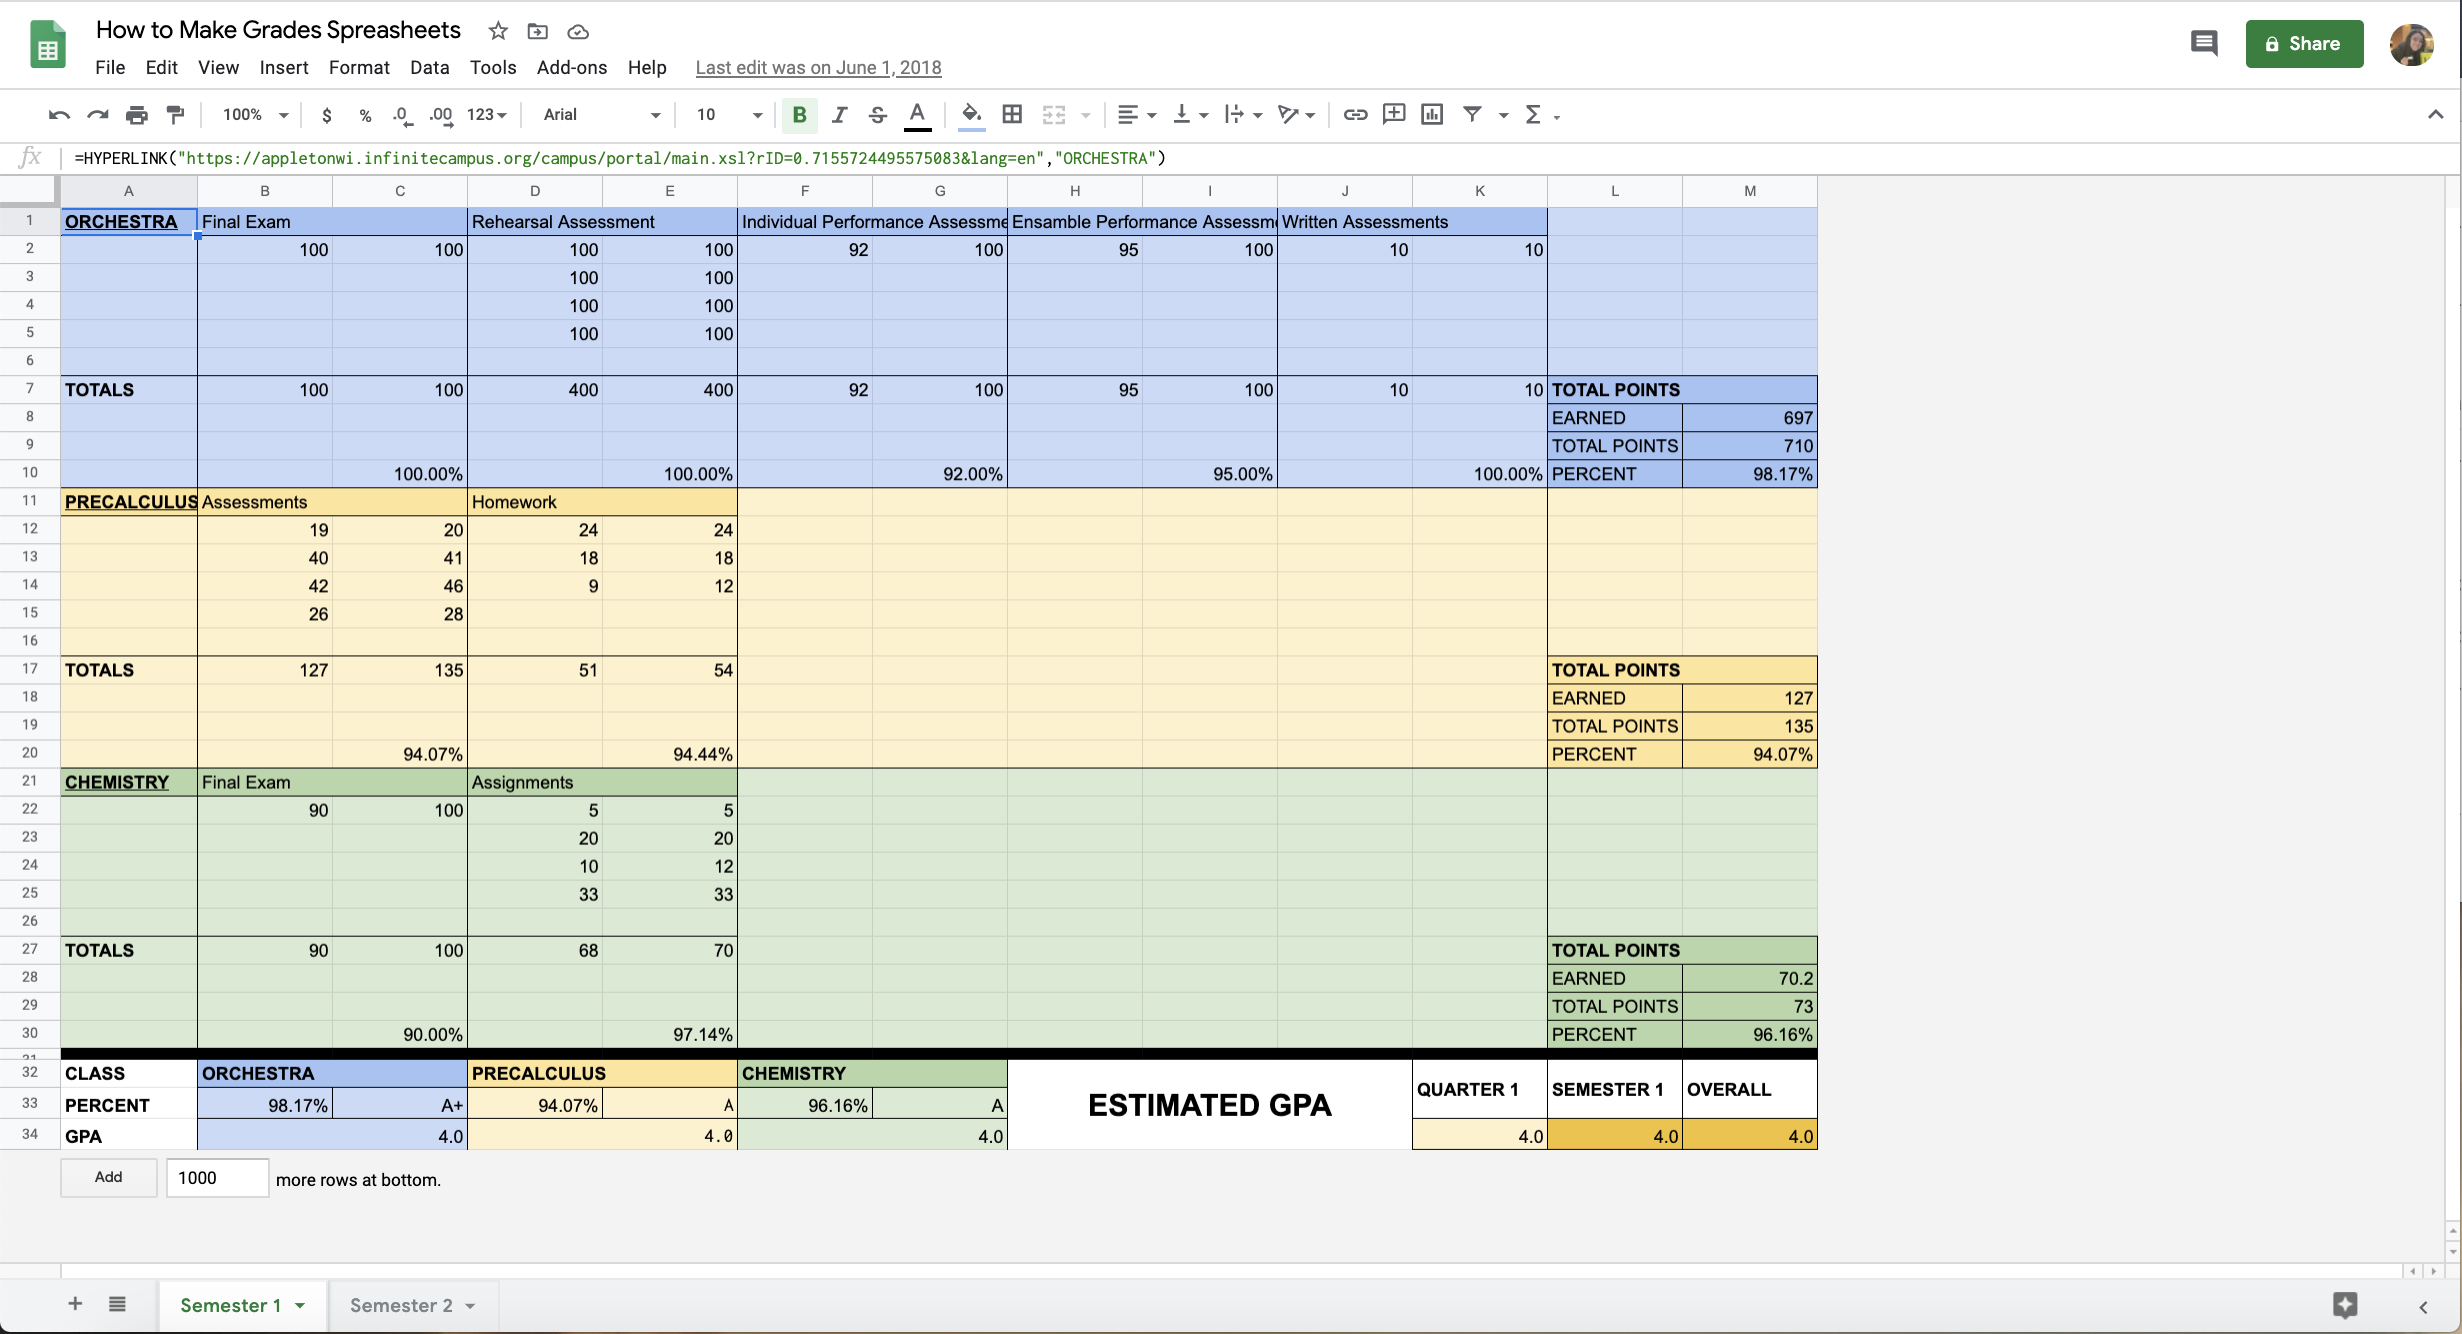 How to Make Grades Spreasheets
File Edit View Insert Format Data Tools Add-ons Help Last edit was on June 1, 2018
Share
100% $ % .0 .00 123 Arial 10 B I S A Σ
fx =HYPERLINK("https://appletonwi.infinitecampus.org/campus/portal/main.xsl?rID=0.7155724495575083&lang=en","ORCHESTRA")
A B C D E F G H I J K L M
1 ORCHESTRA Final Exam Rehearsal Assessment Individual Performance Assessme Ensamble Performance Assessm Written Assessments
2 100 100 100 100 92 100 95 100 10 10
3 100 100
4 100 100
5 100 100
6
7 TOTALS 100 100 400 400 92 100 95 100 10 10 TOTAL POINTS
8 EARNED 697
9 TOTAL POINTS 710
10 100.00% 100.00% 92.00% 95.00% 100.00% PERCENT 98.17%
11 PRECALCULUS Assessments Homework
12 19 20 24 24
13 40 41 18 18
14 42 46 9 12
15 26 28
16
17 TOTALS 127 135 51 54 TOTAL POINTS
18 EARNED 127
19 TOTAL POINTS 135
20 94.07% 94.44% PERCENT 94.07%
21 CHEMISTRY Final Exam Assignments
22 90 100 5 5
23 20 20
24 10 12
25 33 33
26
27 TOTALS 90 100 68 70 TOTAL POINTS
28 EARNED 70.2
29 TOTAL POINTS 73
30 90.00% 97.14% PERCENT 96.16%
31
32 CLASS ORCHESTRA PRECALCULUS CHEMISTRY ESTIMATED GPA QUARTER 1 SEMESTER 1 OVERALL
33 PERCENT 98.17% A+ 94.07% A 96.16% A
34 GPA 4.0 4.0 4.0 4.0 4.0 4.0
Add 1000 more rows at bottom.
Semester 1 Semester 2